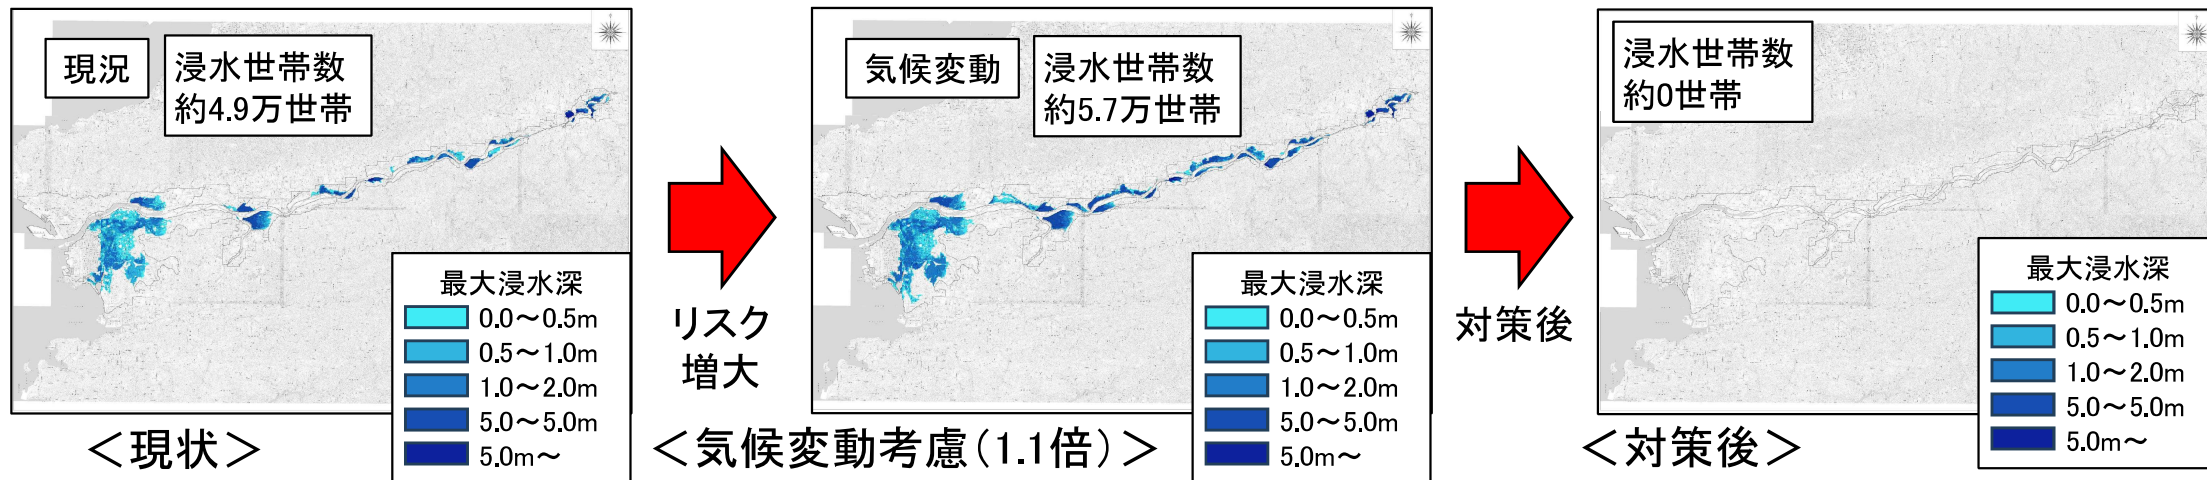 現況
浸水世帯数
約4.9万世帯
最大浸水深
0.0～0.5m
0.5～1.0m
1.0～2.0m
5.0～5.0m
5.0m～
＜現状＞
リスク
増大
気候変動
浸水世帯数
約5.7万世帯
最大浸水深
0.0～0.5m
0.5～1.0m
1.0～2.0m
5.0～5.0m
5.0m～
＜気候変動考慮（1.1倍）＞
対策後
浸水世帯数
約0世帯
最大浸水深
0.0～0.5m
0.5～1.0m
1.0～2.0m
5.0～5.0m
5.0m～
＜対策後＞